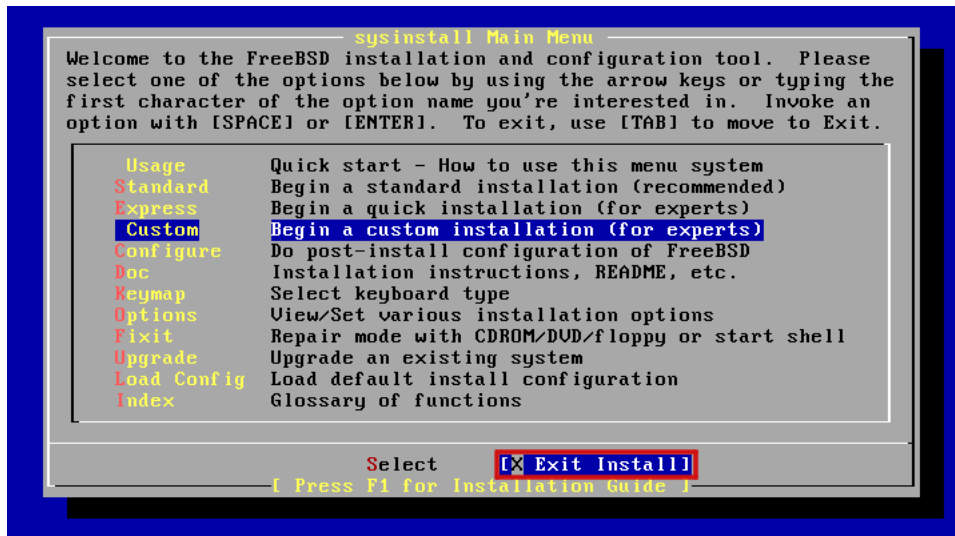 sysinstall Main Menu
Welcome to the FreeBSD installation and configuration tool.  Please
select one of the options below by using the arrow keys or typing the
first character of the option name you're interested in.  Invoke an
option with [SPACE] or [ENTER].  To exit, use [TAB] to move to Exit.
Usage Quick start - How to use this menu system
Standard Begin a standard installation (recommended)
Express Begin a quick installation (for experts)
Custom Begin a custom installation (for experts)
Configure Do post-install configuration of FreeBSD
Doc Installation instructions, README, etc.
Keymap Select keyboard type
Options View/Set various installation options
Fixit Repair mode with CDROM/DVD/floppy or start shell
Upgrade Upgrade an existing system
Load Config Load default install configuration
Index Glossary of functions
Select [X Exit Install]
[ Press F1 for Installation Guide ]